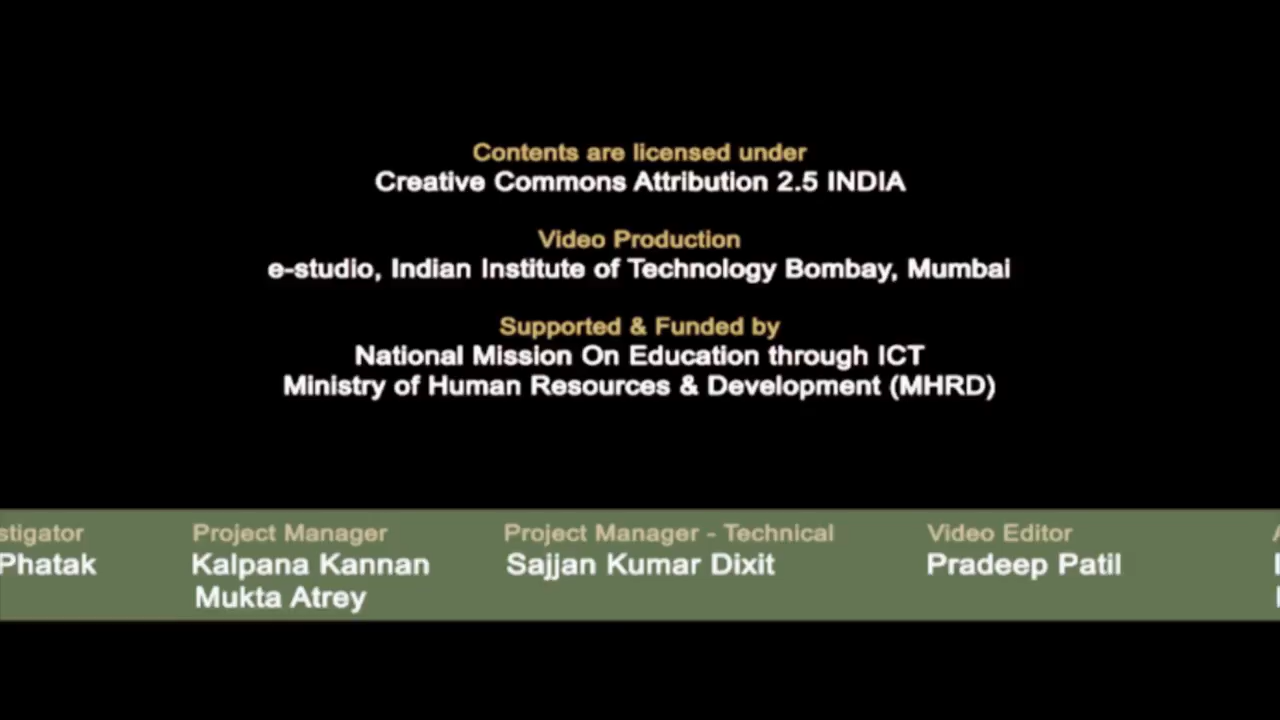 Contents are licensed under
Creative Commons Attribution 2.5 INDIA
Video Production
e-studio, Indian Institute of Technology Bombay, Mumbai
Supported & Funded by
National Mission On Education through ICT
Ministry of Human Resources & Development (MHRD)
stigator Project Manager Project Manager - Technical Video Editor
Phatak Kalpana Kannan Sajjan Kumar Dixit Pradeep Patil
Mukta Atrey